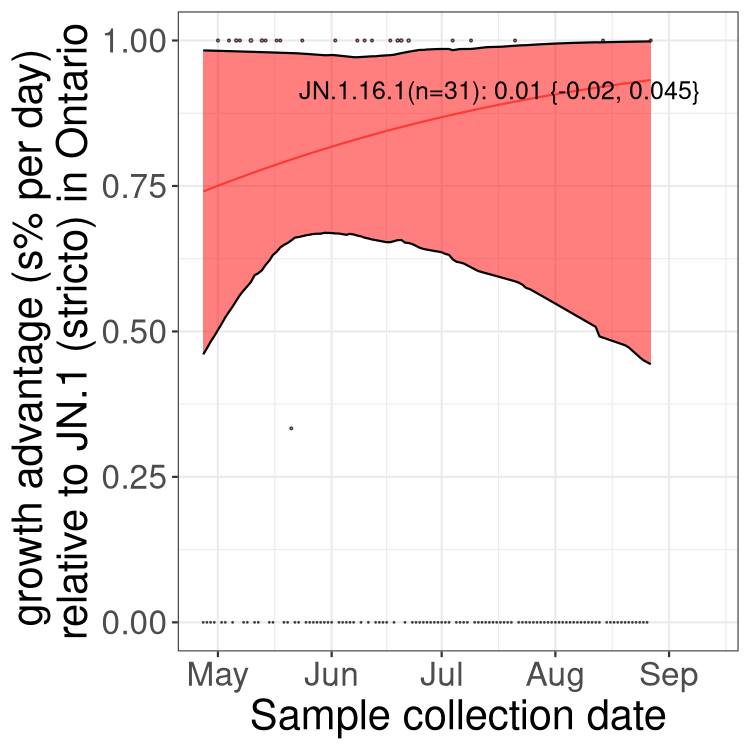 growth advantage (s% per day)
relative to JN.1 (stricto) in Ontario
1.00
0.75
0.50
0.25
0.00
JN.1.16.1(n=31): 0.01 {-0.02, 0.045}
May Jun Jul Aug Sep
Sample collection date